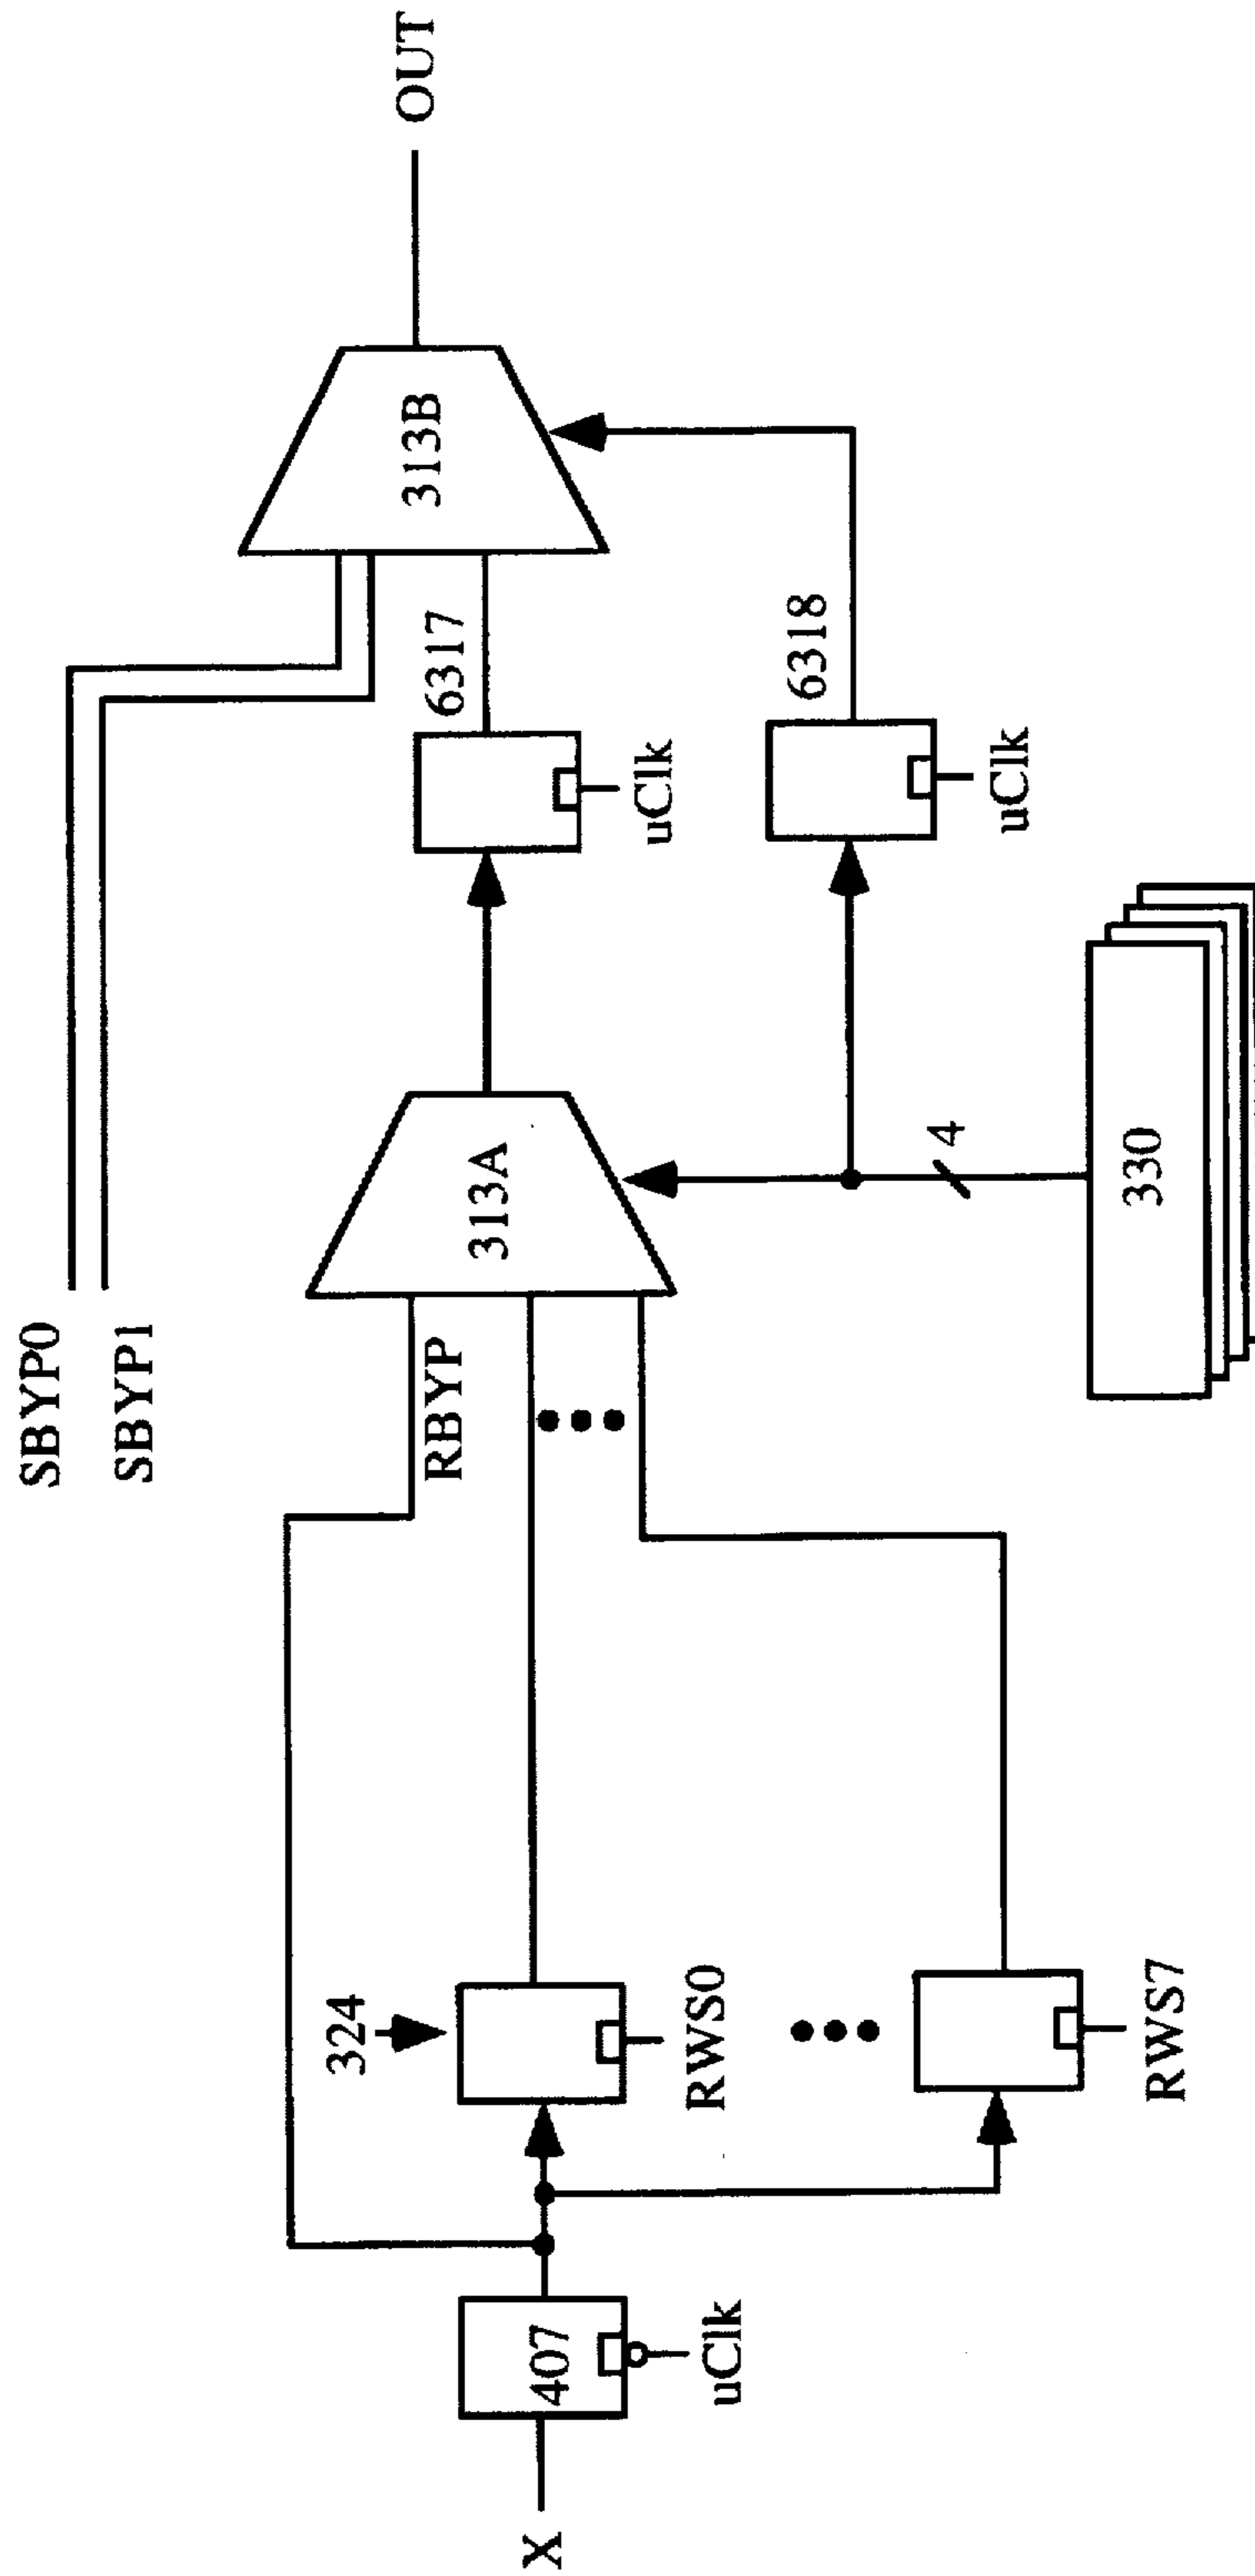 SBYP0
SBYP1
OUT
313B
6317
uClk
6318
uClk
RBYP
313A
4
330
324
RWS0
RWS7
X
407
uClk